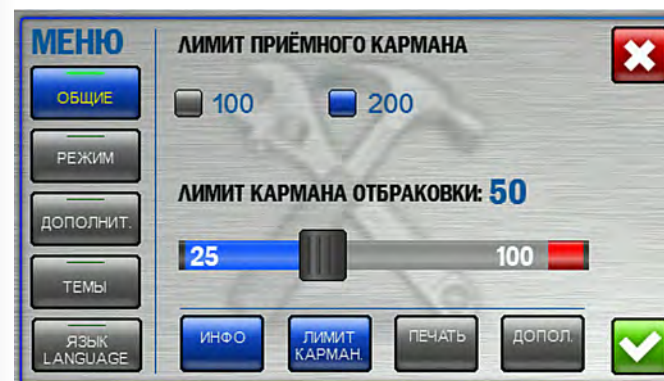 МЕНЮ
ЛИМИТ ПРИЁМНОГО КАРМАНА
ОБЩИЕ
100
200
РЕЖИМ
ЛИМИТ КАРМАНА ОТБРАКОВКИ: 50
ДОПОЛНИТ.
25
100
ТЕМЫ
ИНФО
ЛИМИТ
КАРМАН.
ПЕЧАТЬ
ДОПОЛ.
ЯЗЫК
LANGUAGE